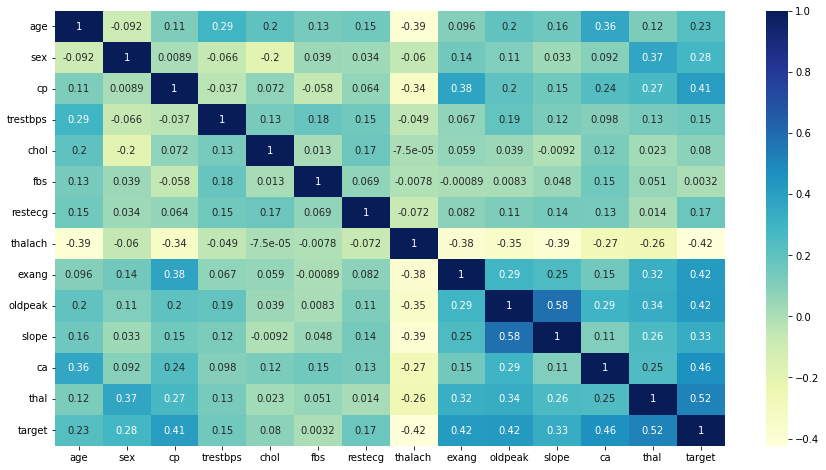 age 1 -0.092 0.11 0.29 0.2 0.13 0.15 -0.39 0.096 0.2 0.16 0.36 0.12 0.23
sex -0.092 1 0.0089 -0.066 -0.2 0.039 0.034 -0.06 0.14 0.11 0.033 0.092 0.37 0.28
cp 0.11 0.0089 1 -0.037 0.072 -0.058 0.064 -0.34 0.38 0.2 0.15 0.24 0.27 0.41
trestbps 0.29 -0.066 -0.037 1 0.13 0.18 0.15 -0.049 0.067 0.19 0.12 0.098 0.13 0.15
chol 0.2 -0.2 0.072 0.13 1 0.013 0.17 -7.5e-05 0.059 0.039 -0.0092 0.12 0.023 0.08
fbs 0.13 0.039 -0.058 0.18 0.013 1 0.069 -0.0078 -0.00089 0.0083 0.048 0.15 0.051 0.0032
restecg 0.15 0.034 0.064 0.15 0.17 0.069 1 -0.072 0.082 0.11 0.14 0.13 0.014 0.17
thalach -0.39 -0.06 -0.34 -0.049 -7.5e-05 -0.0078 -0.072 1 -0.38 -0.35 -0.39 -0.27 -0.26 -0.42
exang 0.096 0.14 0.38 0.067 0.059 -0.00089 0.082 -0.38 1 0.29 0.25 0.15 0.32 0.42
oldpeak 0.2 0.11 0.2 0.19 0.039 0.0083 0.11 -0.35 0.29 1 0.58 0.29 0.34 0.42
slope 0.16 0.033 0.15 0.12 -0.0092 0.048 0.14 -0.39 0.25 0.58 1 0.11 0.26 0.33
ca 0.36 0.092 0.24 0.098 0.12 0.15 0.13 -0.27 0.15 0.29 0.11 1 0.25 0.46
thal 0.12 0.37 0.27 0.13 0.023 0.051 0.014 -0.26 0.32 0.34 0.26 0.25 1 0.52
target 0.23 0.28 0.41 0.15 0.08 0.0032 0.17 -0.42 0.42 0.42 0.33 0.46 0.52 1
age sex cp trestbps chol fbs restecg thalach exang oldpeak slope ca thal target
1.0
0.8
0.6
0.4
0.2
0.0
-0.2
-0.4